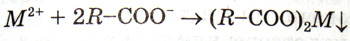 M²⁺ + 2R–COO⁻ → (R–COO)₂M↓